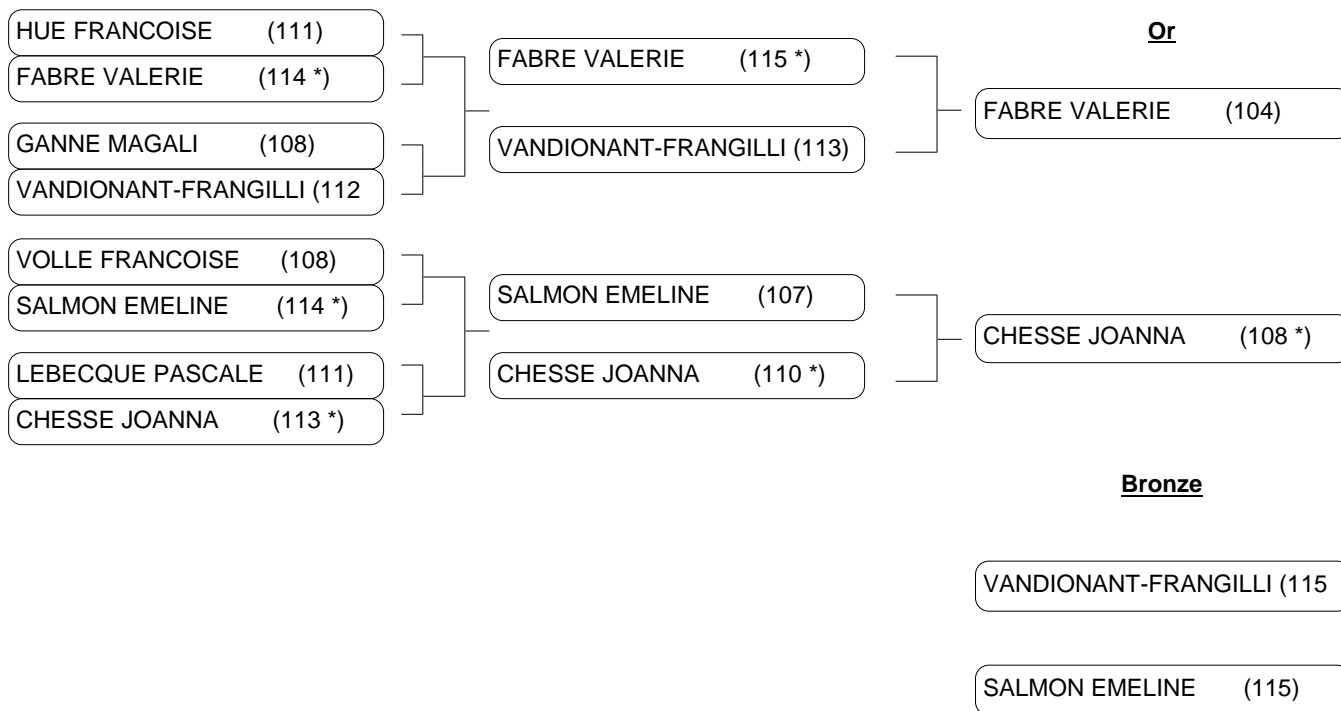 HUE FRANCOISE (111)
FABRE VALERIE (114 *)
GANNE MAGALI (108)
VANDIONANT-FRANGILLI (112
VOLLE FRANCOISE (108)
SALMON EMELINE (114 *)
LEBECQUE PASCALE (111)
CHESSE JOANNA (113 *)
FABRE VALERIE (115 *)
VANDIONANT-FRANGILLI (113)
SALMON EMELINE (107)
CHESSE JOANNA (110 *)
Or
FABRE VALERIE (104)
CHESSE JOANNA (108 *)
Bronze
VANDIONANT-FRANGILLI (115
SALMON EMELINE (115)